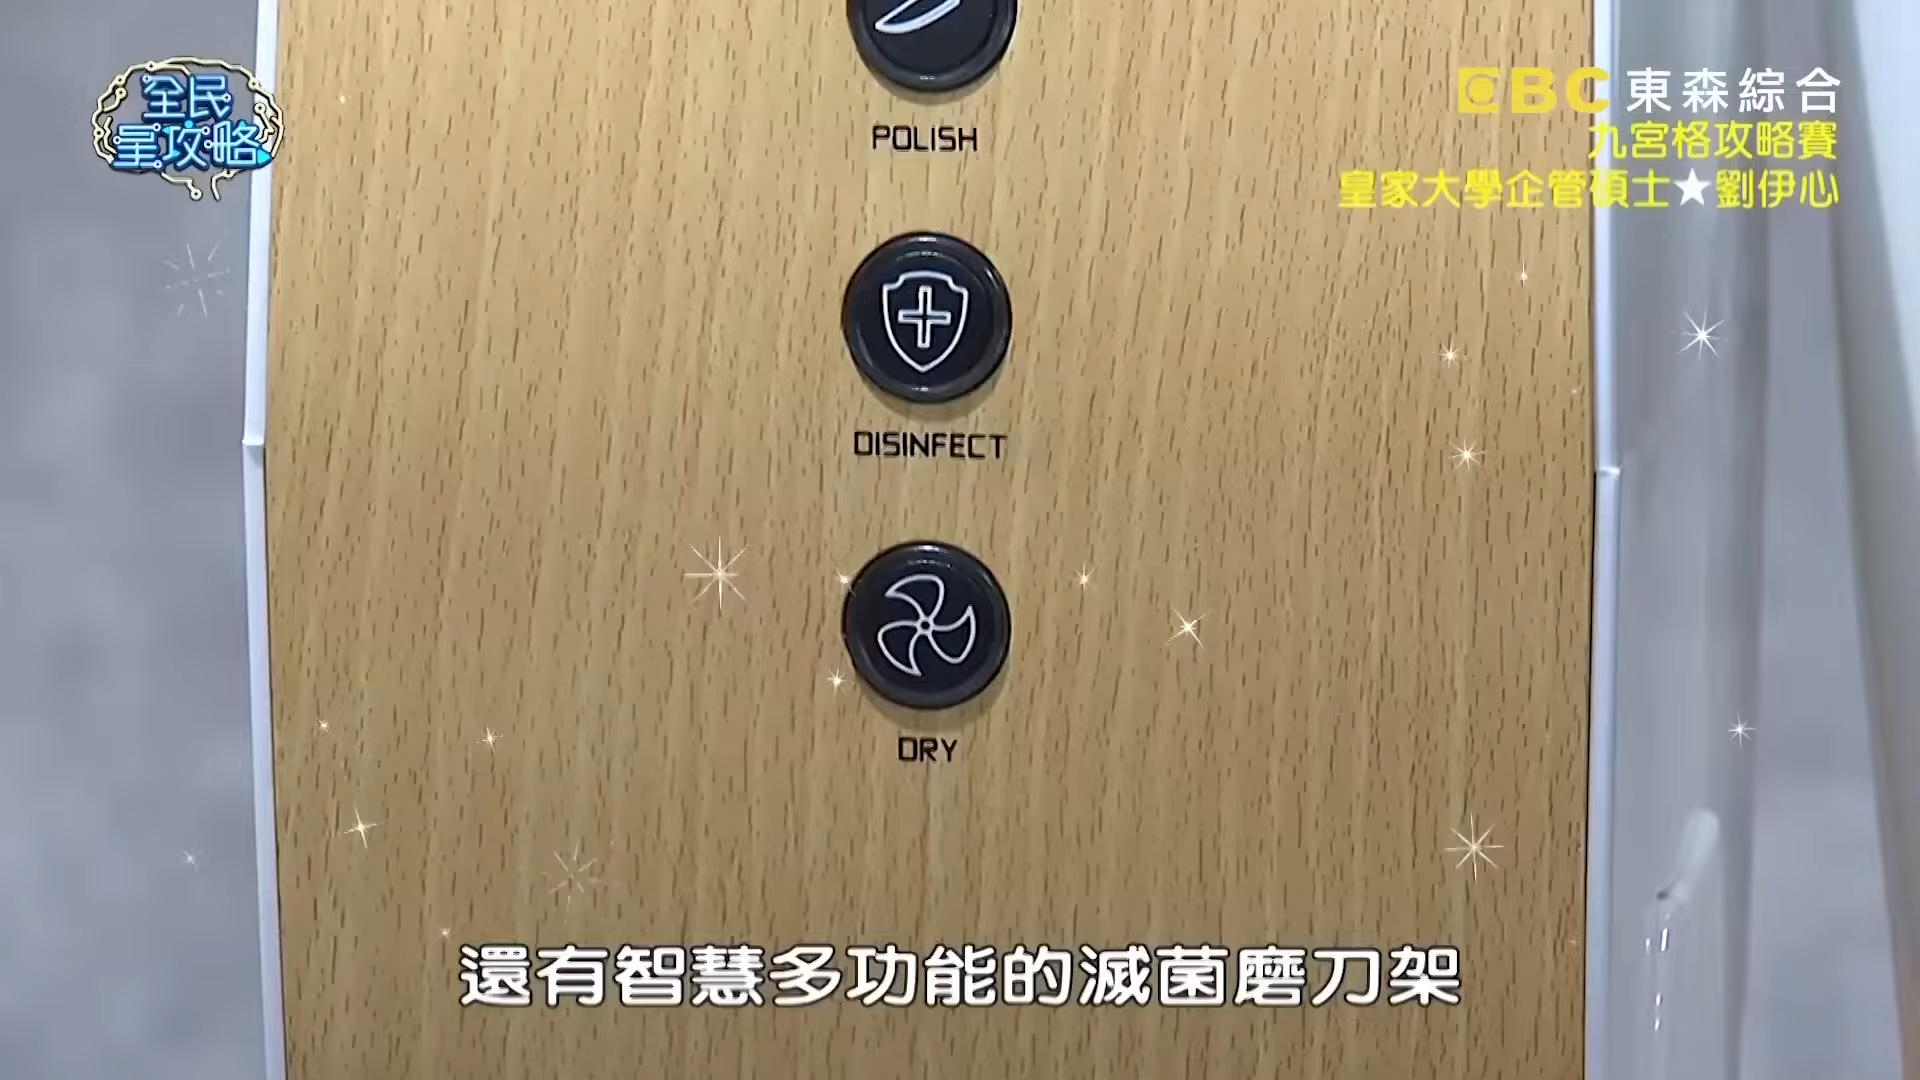 全民
星攻略
EBC 東森綜合
九宮格攻略賽
皇家大學企管碩士★劉伊心
POLISH
DISINFECT
DRY
還有智慧多功能的滅菌磨刀架